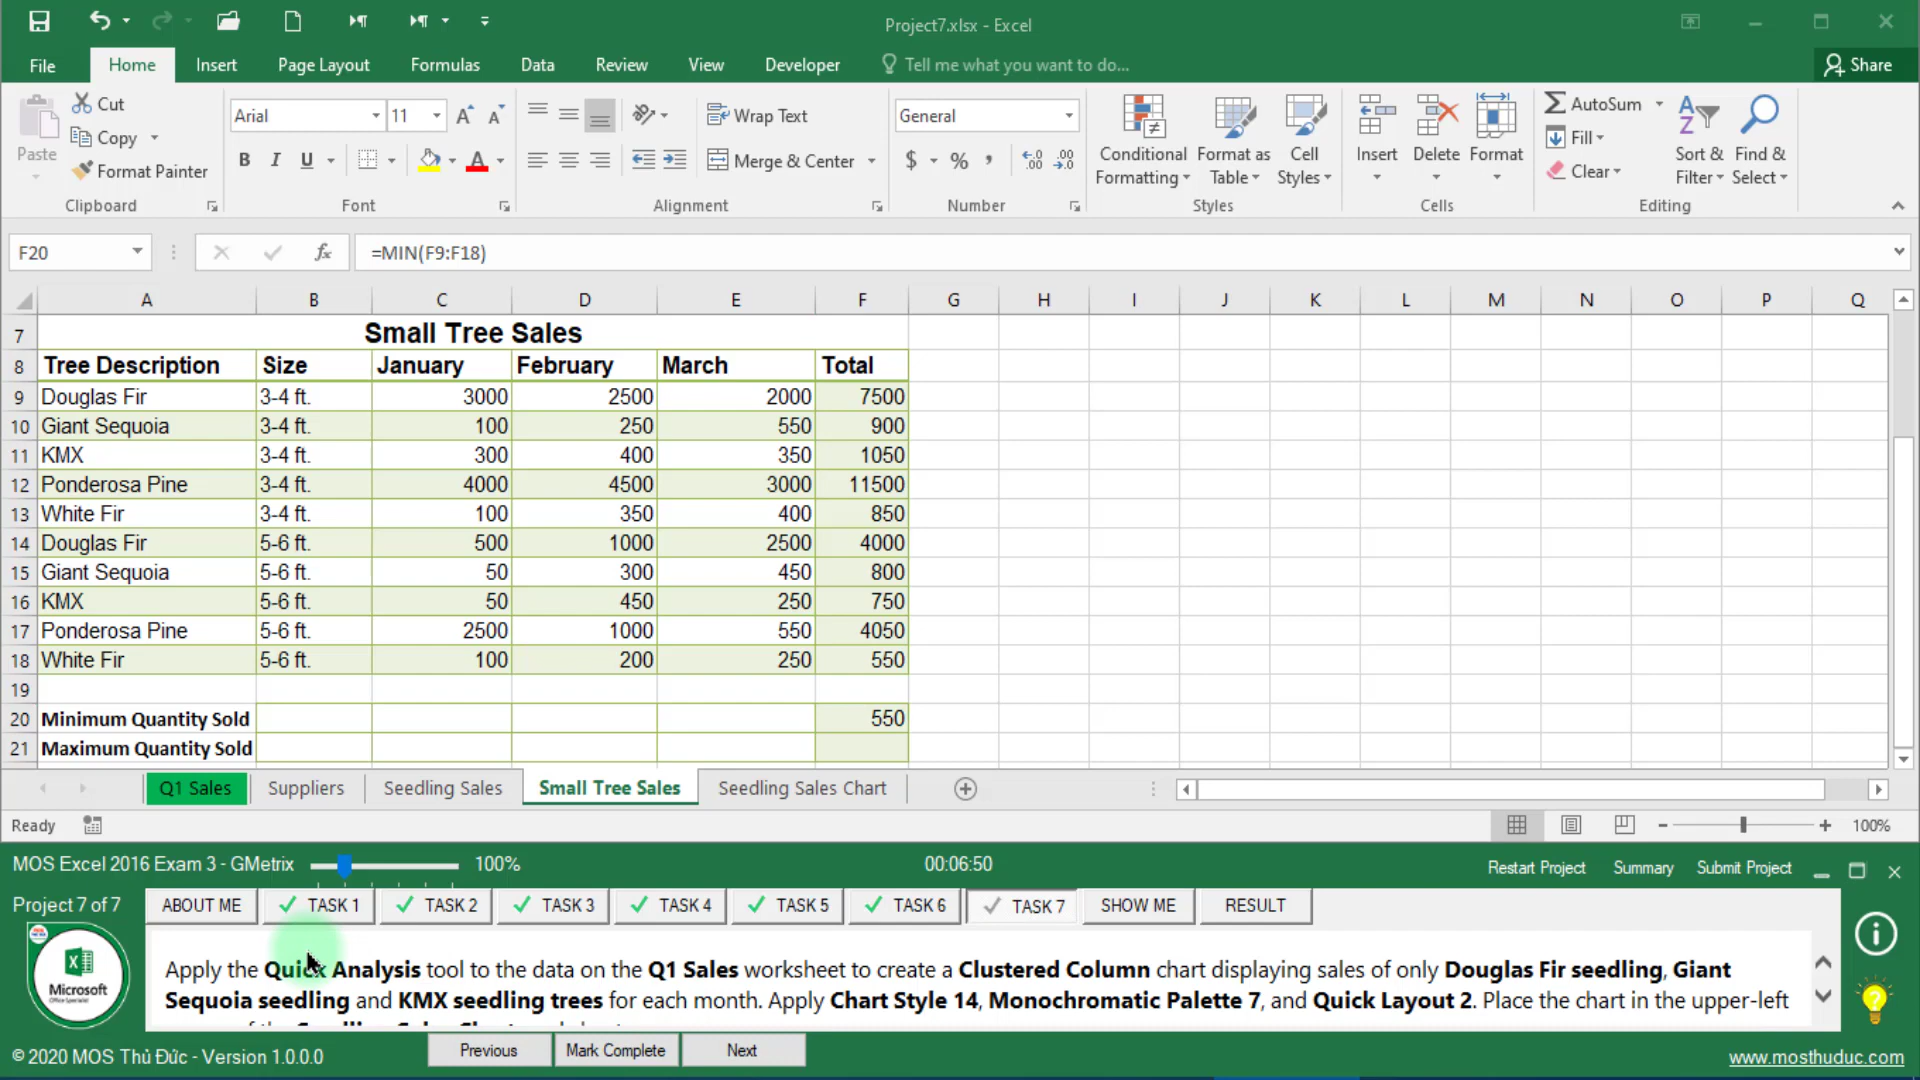 Project7.xlsx - Excel
File Home Insert Page Layout Formulas Data Review View Developer Tell me what you want to do... Share
Paste Cut Copy Format Painter Clipboard
Arial 11 B I U A Font
Wrap Text Merge & Center Alignment
General $ % Number
Conditional Formatting Format as Table Cell Styles Styles
Insert Delete Format Cells
AutoSum Fill Clear Sort & Filter Find & Select Editing
F20 fx =MIN(F9:F18)
A B C D E F G H I J K L M N O P Q
7 Small Tree Sales
8 Tree Description Size January February March Total
9 Douglas Fir 3-4 ft. 3000 2500 2000 7500
10 Giant Sequoia 3-4 ft. 100 250 550 900
11 KMX 3-4 ft. 300 400 350 1050
12 Ponderosa Pine 3-4 ft. 4000 4500 3000 11500
13 White Fir 3-4 ft. 100 350 400 850
14 Douglas Fir 5-6 ft. 500 1000 2500 4000
15 Giant Sequoia 5-6 ft. 50 300 450 800
16 KMX 5-6 ft. 50 450 250 750
17 Ponderosa Pine 5-6 ft. 2500 1000 550 4050
18 White Fir 5-6 ft. 100 200 250 550
19
20 Minimum Quantity Sold 550
21 Maximum Quantity Sold
Q1 Sales Suppliers Seedling Sales Small Tree Sales Seedling Sales Chart
Ready 100%
MOS Excel 2016 Exam 3 - GMetrix 100% 00:06:50 Restart Project Summary Submit Project
Project 7 of 7 ABOUT ME TASK 1 TASK 2 TASK 3 TASK 4 TASK 5 TASK 6 TASK 7 SHOW ME RESULT
Microsoft
Apply the Quick Analysis tool to the data on the Q1 Sales worksheet to create a Clustered Column chart displaying sales of only Douglas Fir seedling, Giant
Sequoia seedling and KMX seedling trees for each month. Apply Chart Style 14, Monochromatic Palette 7, and Quick Layout 2. Place the chart in the upper-left
© 2020 MOS Thủ Đức - Version 1.0.0.0 Previous Mark Complete Next www.mosthuduc.com